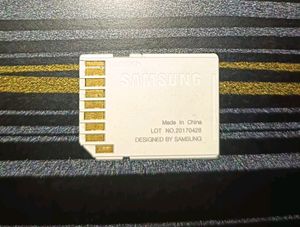 SAMSUNG
Made in China
LOT NO.20170428
DESIGNED BY SAMSUNG